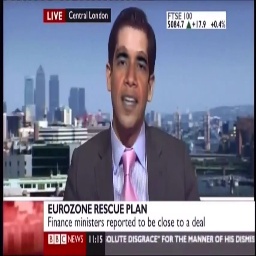 LIVE Central London
FTSE 100
5084.7 ▲+17.9 +0.4%
EUROZONE RESCUE PLAN
Finance ministers reported to be close to a deal
BBC NEWS 11:15 OLUTE DISGRACE" FOR THE MANNER OF HIS DISMIS